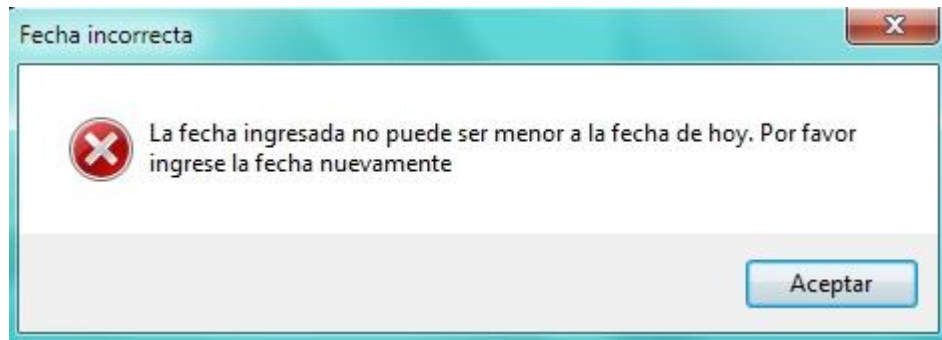 Fecha incorrecta
La fecha ingresada no puede ser menor a la fecha de hoy. Por favor
ingrese la fecha nuevamente
Aceptar